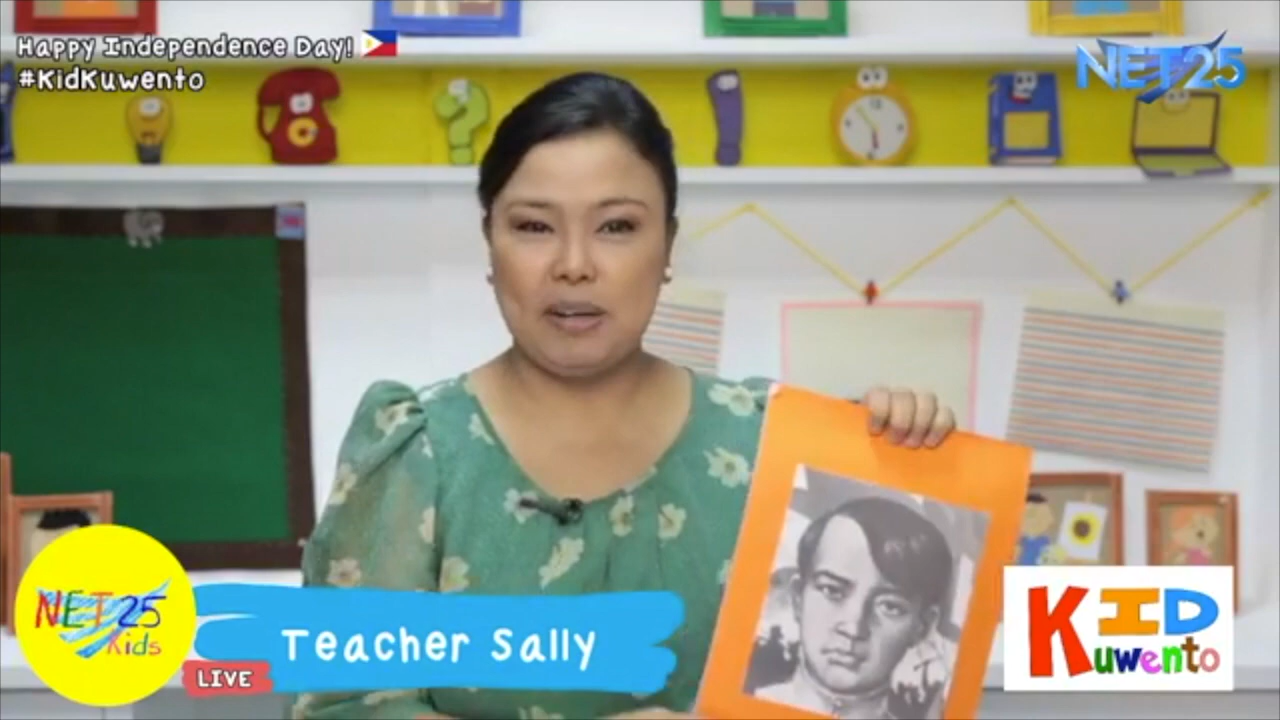 Happy Independence Day!
#KidKuwento
NET25
NET25
Kids
Teacher Sally
LIVE
KID
Kuwento